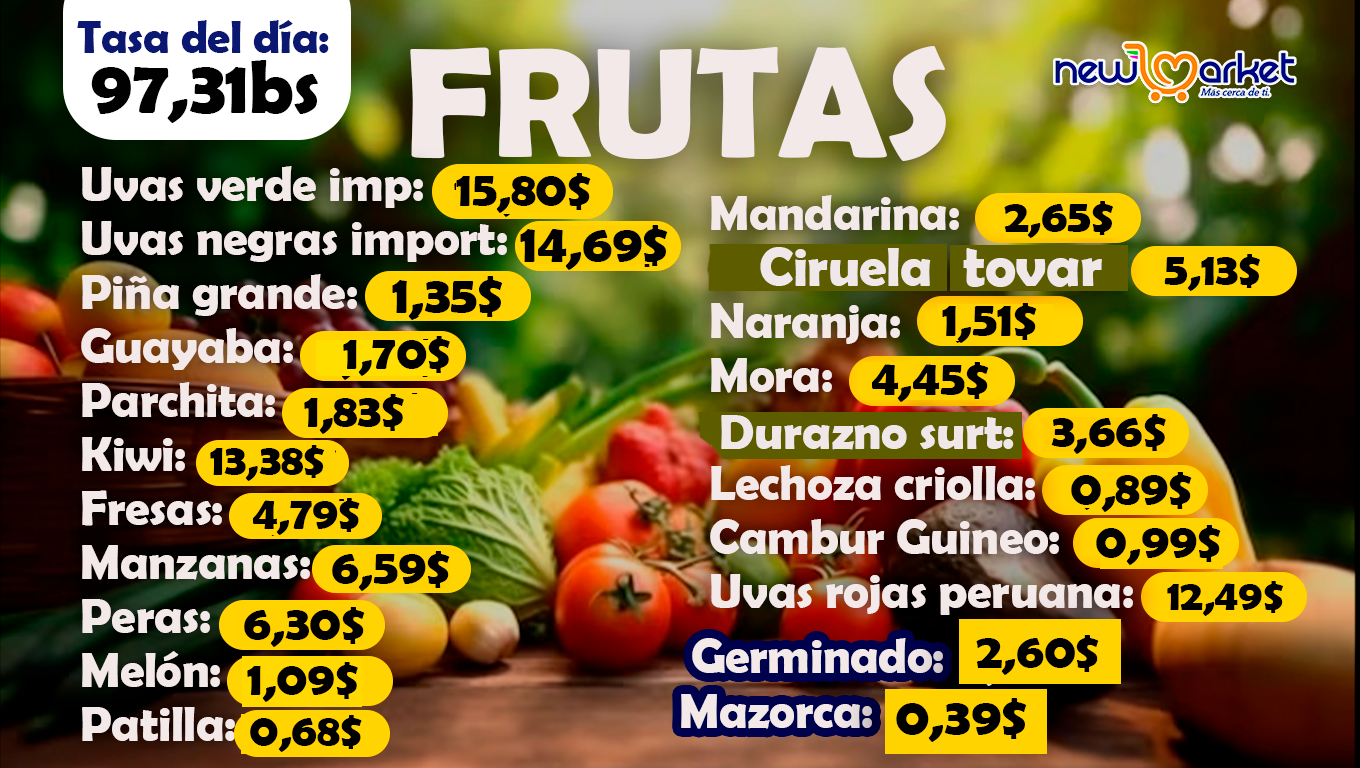 Tasa del día:
97,31bs
FRUTAS
new market
Más cerca de ti.
Uvas verde imp: 15,80$
Uvas negras import: 14,69$
Piña grande: 1,35$
Guayaba: 1,70$
Parchita: 1,83$
Kiwi: 13,38$
Fresas: 4,79$
Manzanas: 6,59$
Peras: 6,30$
Melón: 1,09$
Patilla: 0,68$
Mandarina: 2,65$
Ciruela tovar 5,13$
Naranja: 1,51$
Mora: 4,45$
Durazno surt: 3,66$
Lechoza criolla: 0,89$
Cambur Guineo: 0,99$
Uvas rojas peruana: 12,49$
Germinado: 2,60$
Mazorca: 0,39$